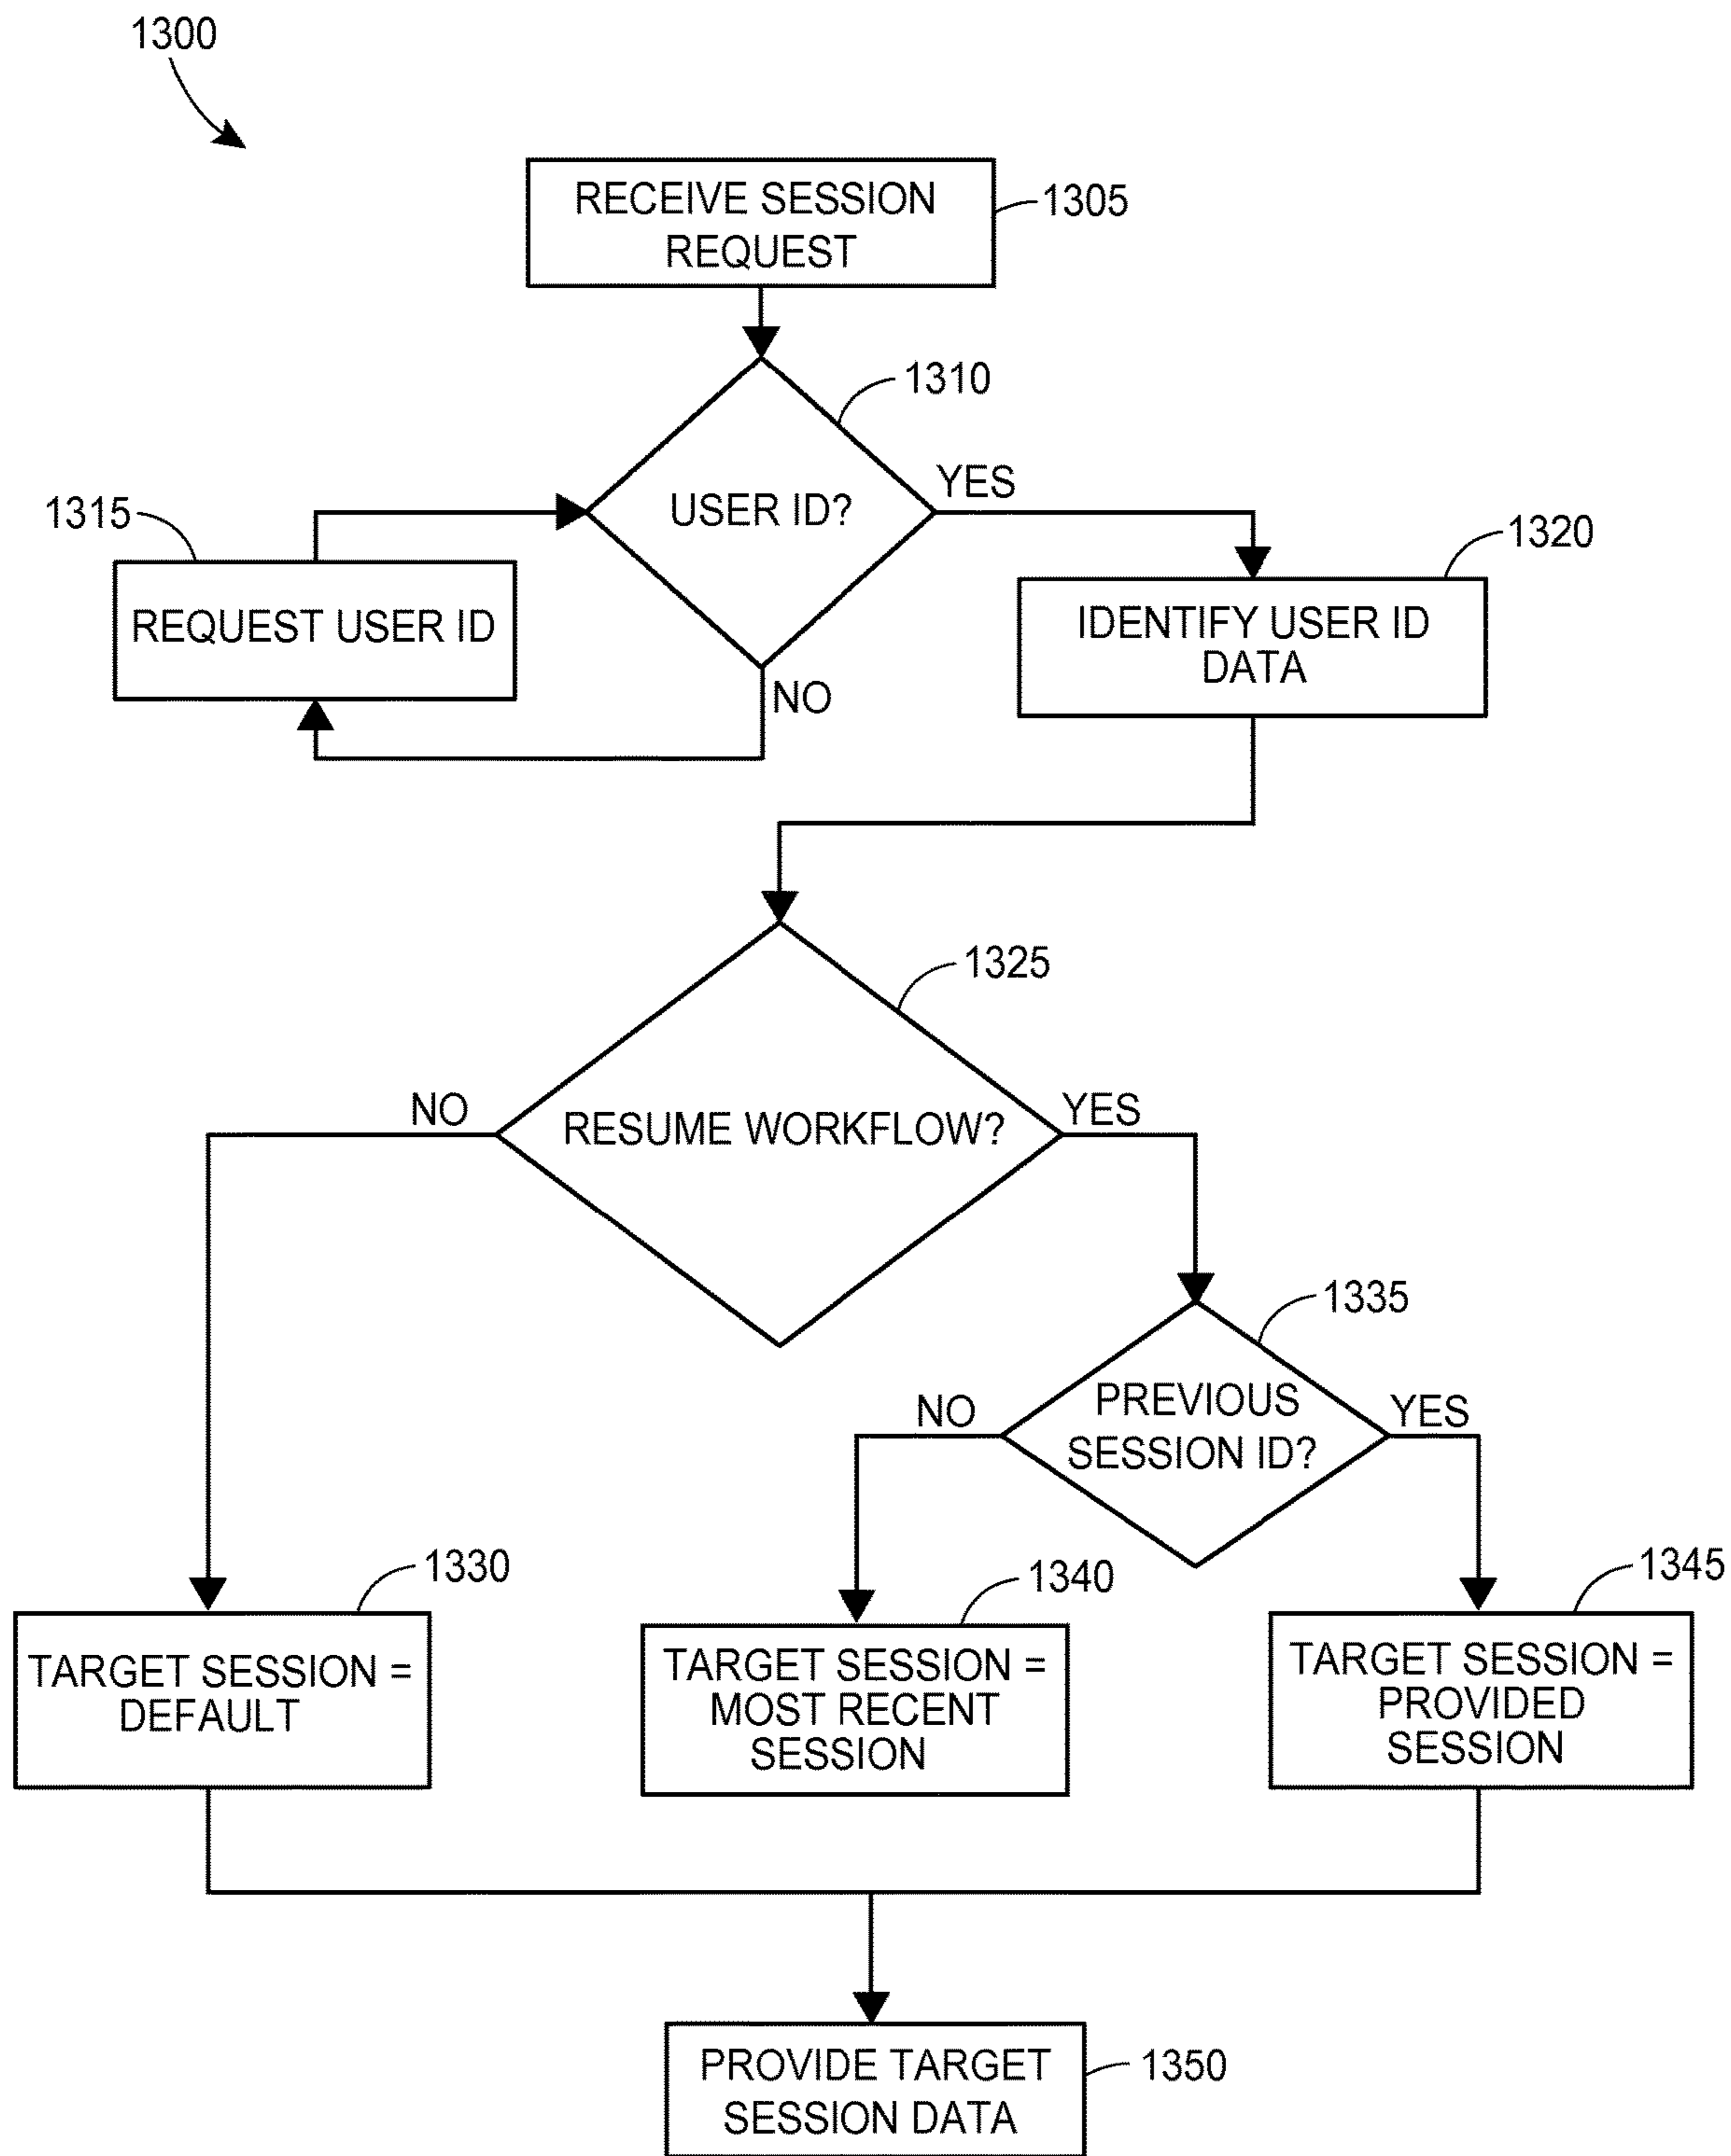 1300
RECEIVE SESSION
REQUEST
1305
1310
USER ID?
YES
NO
1315
REQUEST USER ID
1320
IDENTIFY USER ID
DATA
1325
RESUME WORKFLOW?
NO
YES
1335
PREVIOUS
SESSION ID?
NO
YES
1330
TARGET SESSION =
DEFAULT
1340
TARGET SESSION =
MOST RECENT
SESSION
1345
TARGET SESSION =
PROVIDED
SESSION
PROVIDE TARGET
SESSION DATA
1350